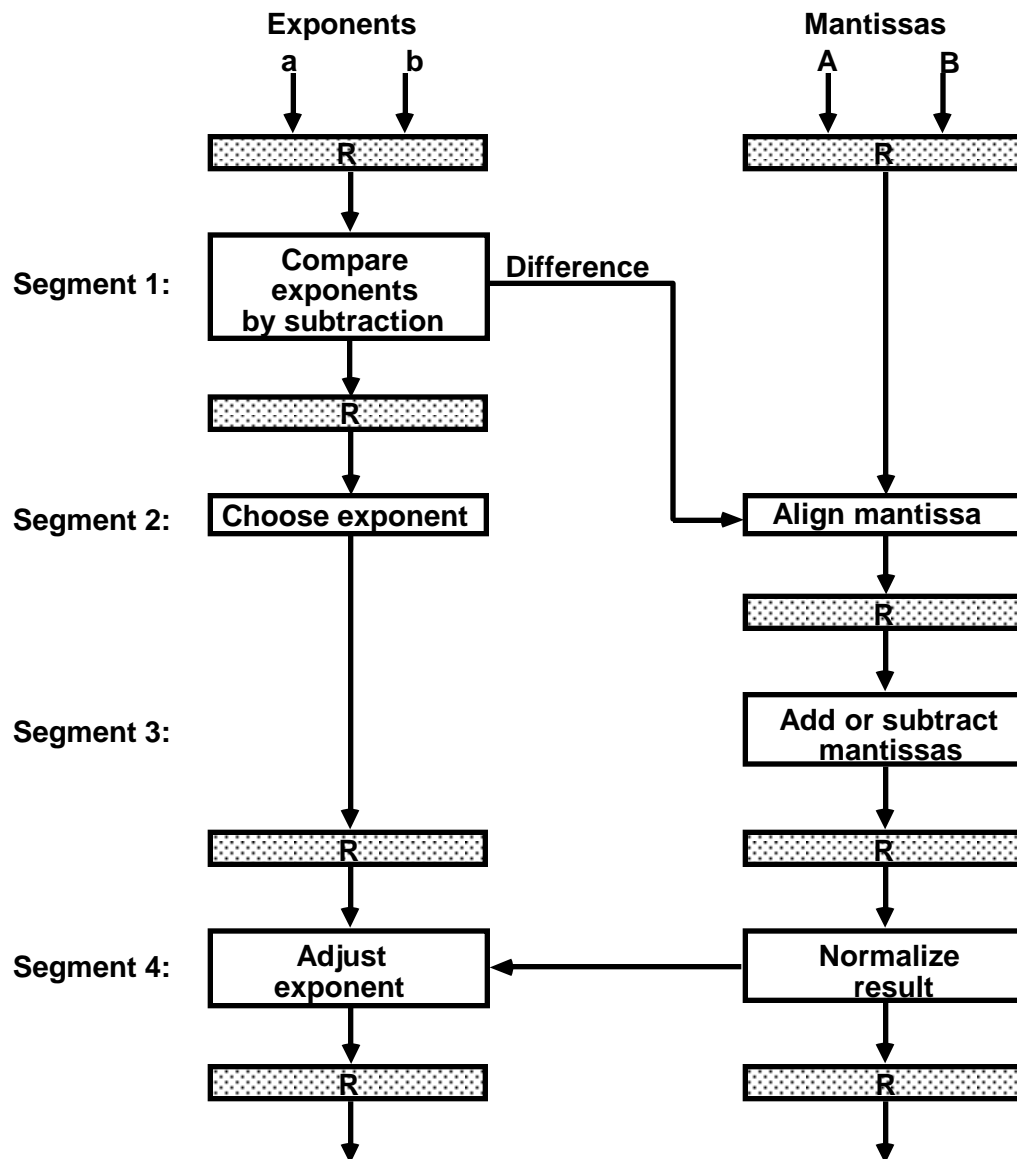 Exponents
Mantissas
a
b
A
B
R
R
Segment 1:
Compare
exponents
by subtraction
Difference
R
Segment 2:
Choose exponent
Align mantissa
R
Segment 3:
Add or subtract
mantissas
R
R
Segment 4:
Adjust
exponent
Normalize
result
R
R